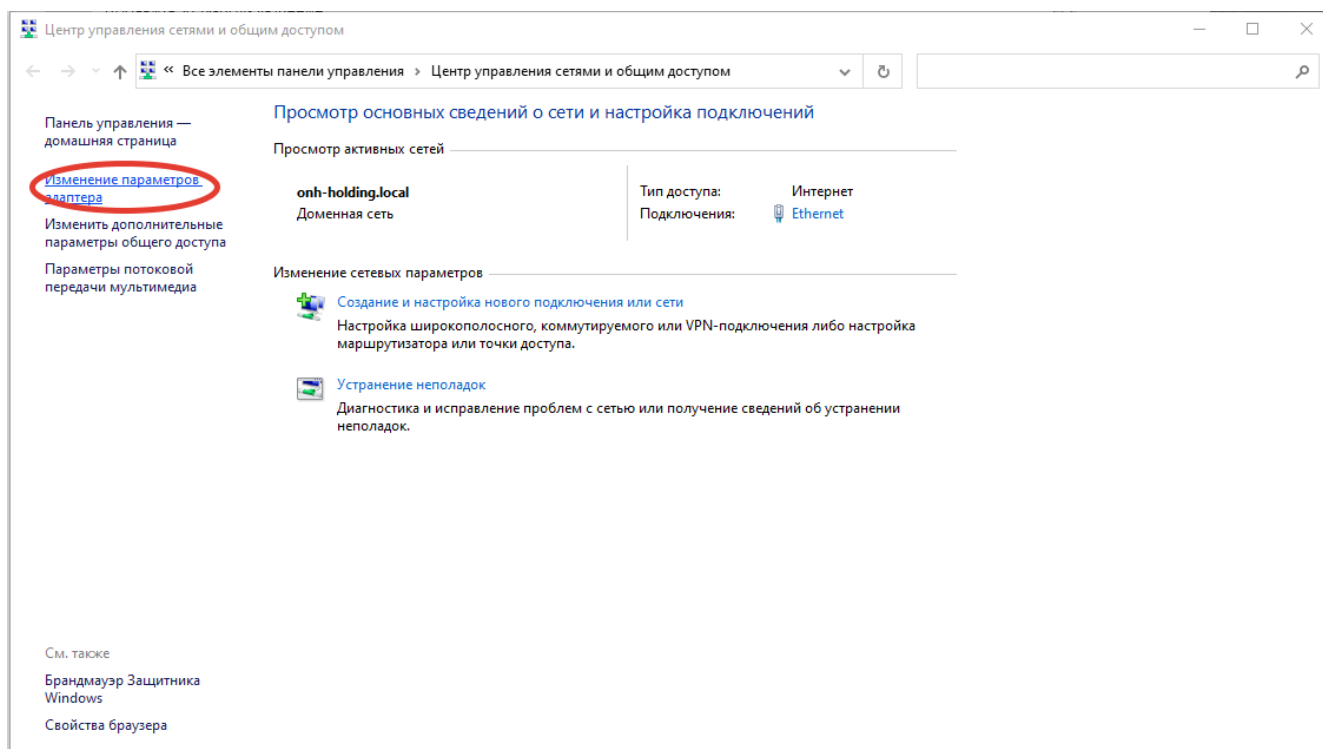 Центр управления сетями и общим доступом
« Все элементы панели управления › Центр управления сетями и общим доступом
Панель управления —
домашняя страница
Изменение параметров
адаптера
Изменить дополнительные
параметры общего доступа
Параметры потоковой
передачи мультимедиа
Просмотр основных сведений о сети и настройка подключений
Просмотр активных сетей
onh-holding.local
Доменная сеть
Тип доступа: Интернет
Подключения: Ethernet
Изменение сетевых параметров
Создание и настройка нового подключения или сети
Настройка широкополосного, коммутируемого или VPN-подключения либо настройка
маршрутизатора или точки доступа.
Устранение неполадок
Диагностика и исправление проблем с сетью или получение сведений об устранении
неполадок.
См. также
Брандмауэр Защитника
Windows
Свойства браузера